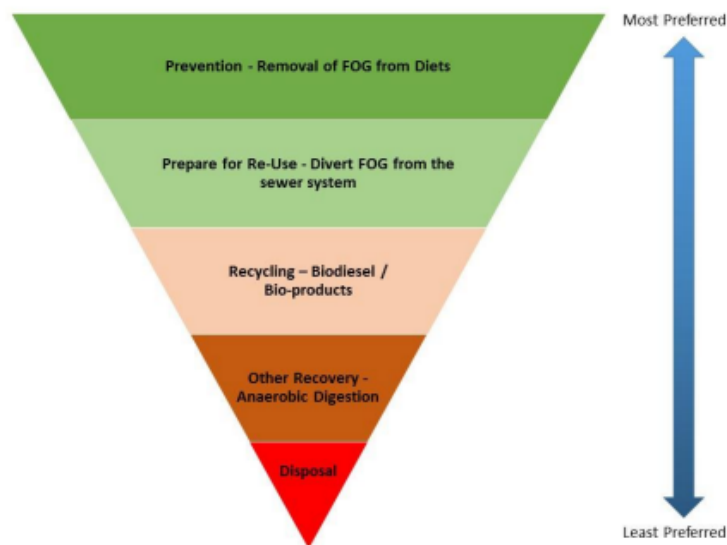 Most Preferred
Prevention - Removal of FOG from Diets
Prepare for Re-Use - Divert FOG from the
sewer system
Recycling – Biodiesel /
Bio-products
Other Recovery -
Anaerobic Digestion
Disposal
Least Preferred